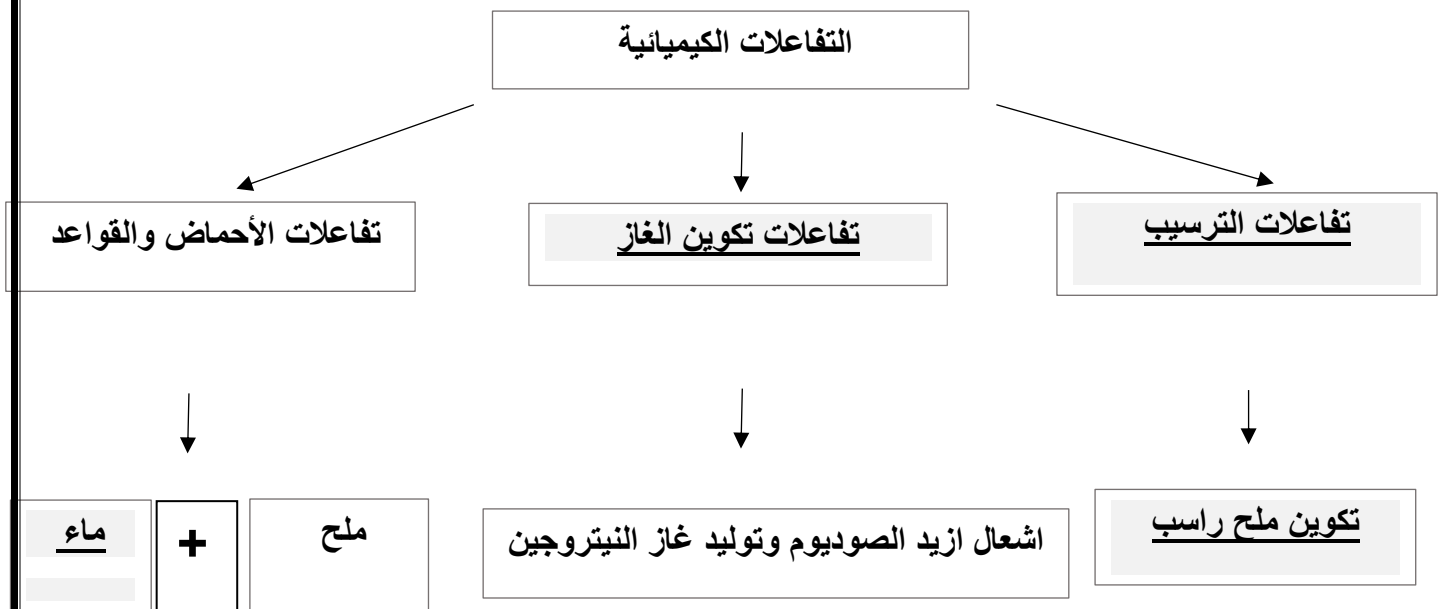 التفاعلات الكيميائية
تفاعلات الترسيب
تفاعلات تكوين الغاز
تفاعلات الأحماض والقواعد
تكوين ملح راسب
اشعال ازيد الصوديوم وتوليد غاز النيتروجين
ملح
+
ماء